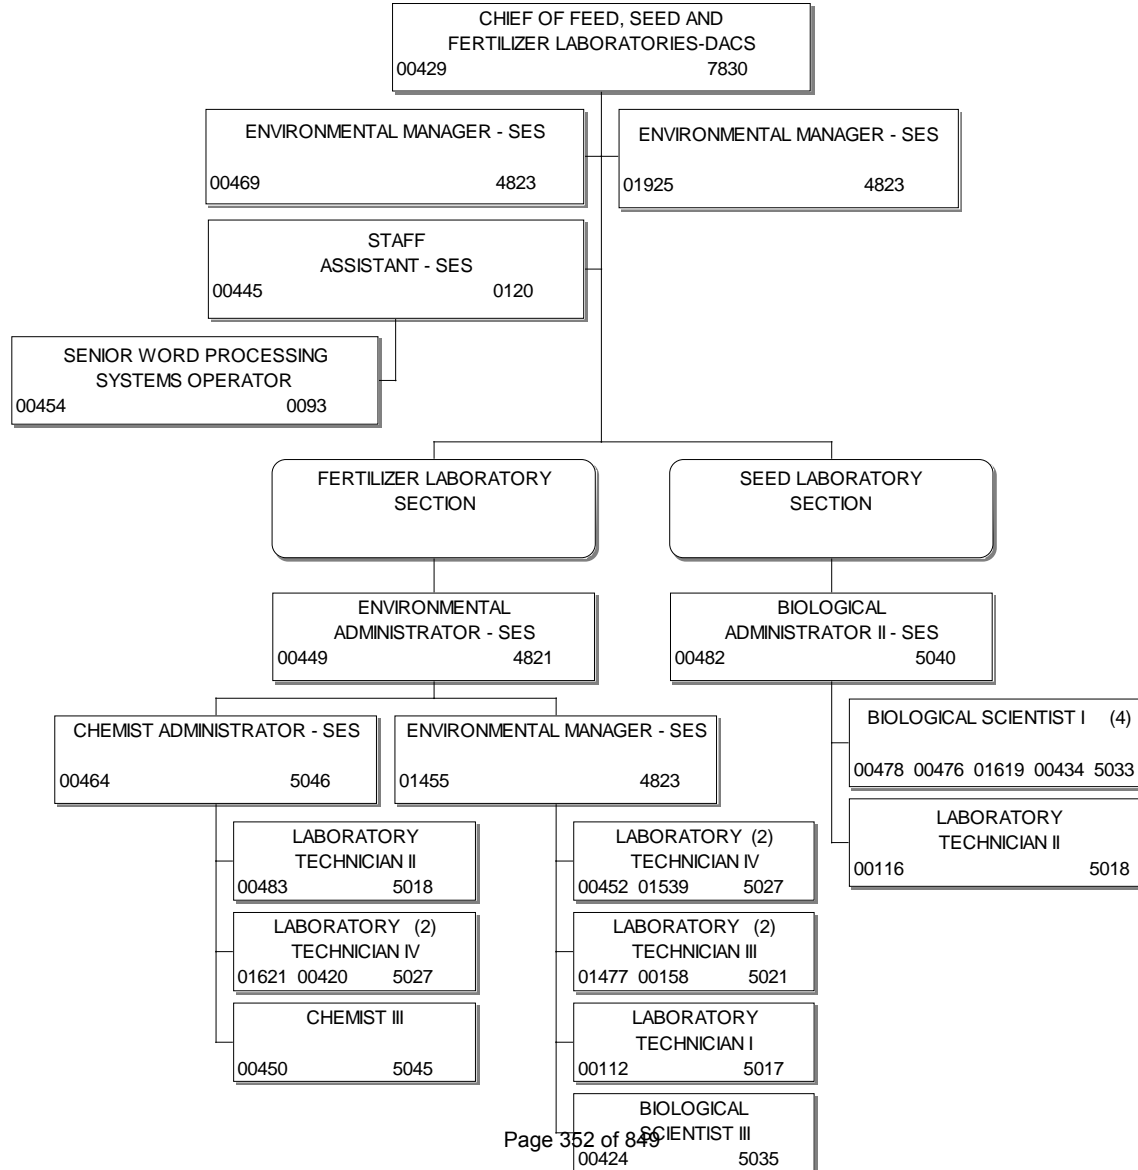 CHIEF OF FEED, SEED AND
FERTILIZER LABORATORIES-DACS
00429 7830
ENVIRONMENTAL MANAGER - SES
00469 4823
ENVIRONMENTAL MANAGER - SES
01925 4823
STAFF
ASSISTANT - SES
00445 0120
SENIOR WORD PROCESSING
SYSTEMS OPERATOR
00454 0093
FERTILIZER LABORATORY
SECTION
SEED LABORATORY
SECTION
ENVIRONMENTAL
ADMINISTRATOR - SES
00449 4821
BIOLOGICAL
ADMINISTRATOR II - SES
00482 5040
CHEMIST ADMINISTRATOR - SES
00464 5046
ENVIRONMENTAL MANAGER - SES
01455 4823
BIOLOGICAL SCIENTIST I (4)
00478 00476 01619 00434 5033
LABORATORY
TECHNICIAN II
00116 5018
LABORATORY
TECHNICIAN II
00483 5018
LABORATORY (2)
TECHNICIAN IV
01621 00420 5027
CHEMIST III
00450 5045
LABORATORY (2)
TECHNICIAN IV
00452 01539 5027
LABORATORY (2)
TECHNICIAN III
01477 00158 5021
LABORATORY
TECHNICIAN I
00112 5017
BIOLOGICAL
SCIENTIST III
00424 5035
Page 352 of 849